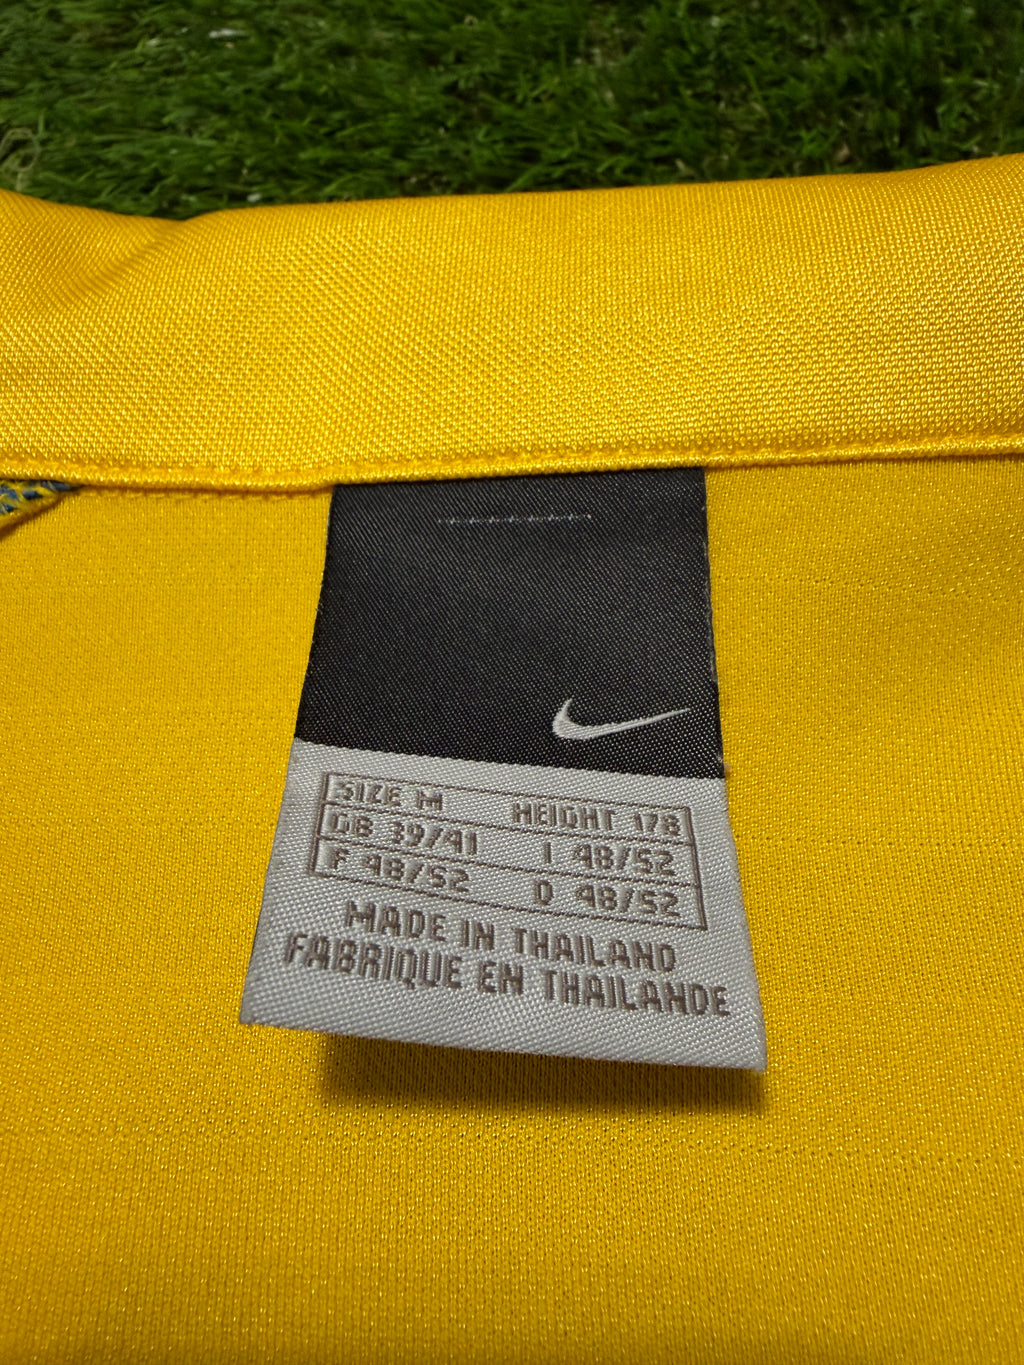 SIZE M HEIGHT 178
GB 39/41 I 48/52
F 48/52 D 48/52
MADE IN THAILAND
FABRIQUE EN THAILANDE